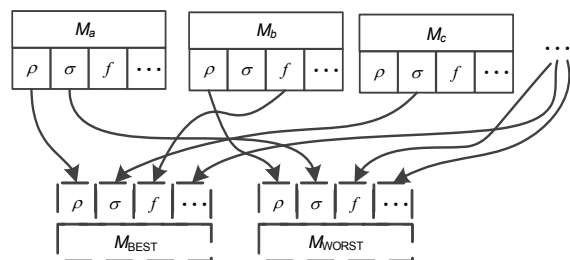 Ma Mb Mc
ρ σ f ··· ρ σ f ··· ρ σ f ··· ···
ρ σ f ··· ρ σ f ···
MBEST MWORST